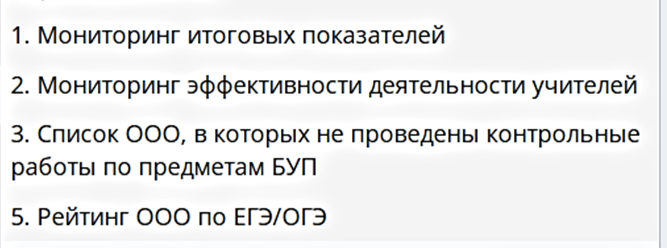 1. Мониторинг итоговых показателей
2. Мониторинг эффективности деятельности учителей
3. Список ООО, в которых не проведены контрольные
работы по предметам БУП
5. Рейтинг ООО по ЕГЭ/ОГЭ